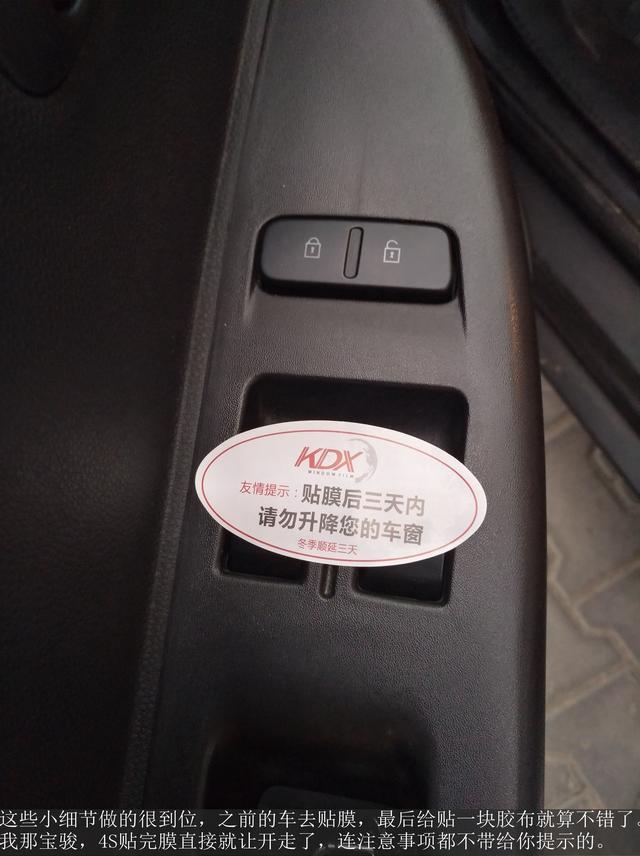 KDX
WINDOW FILM
友情提示：贴膜后三天内
请勿升降您的车窗
冬季顺延三天
这些小细节做的很到位，之前的车去贴膜，最后给贴一块胶布就算不错了。
我那宝骏，4S贴完膜直接就让开走了，连注意事项都不带给你提示的。